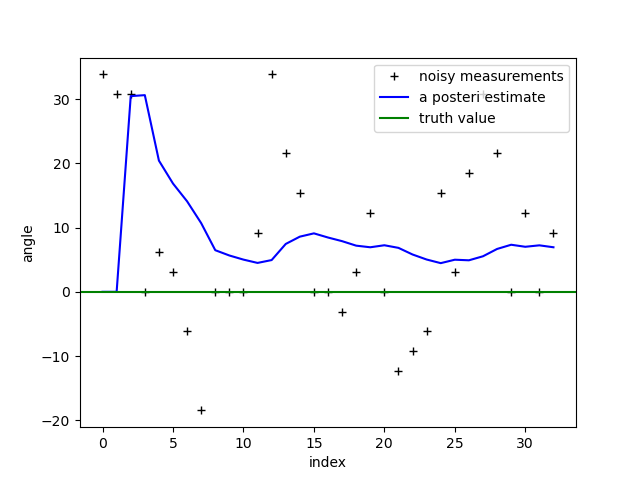 noisy measurements
a posteri estimate
truth value
30
20
10
0
−10
−20
angle
0 5 10 15 20 25 30
index